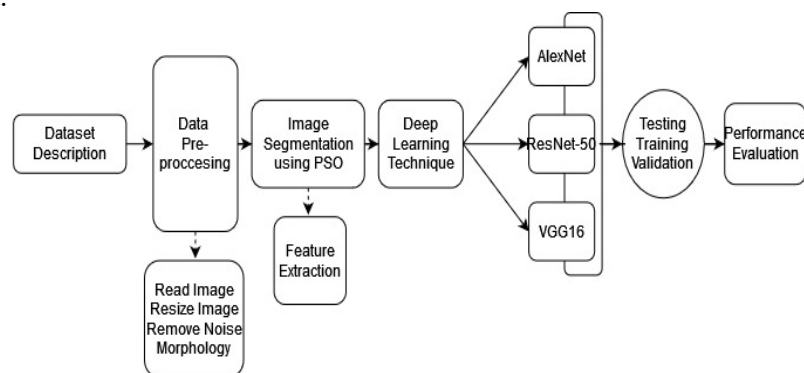 .
Dataset
Description
Data
Pre-
proccesing
Image
Segmentation
using PSO
Deep
Learning
Technique
AlexNet
ResNet-50
VGG16
Testing
Training
Validation
Performance
Evaluation
Read Image
Resize Image
Remove Noise
Morphology
Feature
Extraction